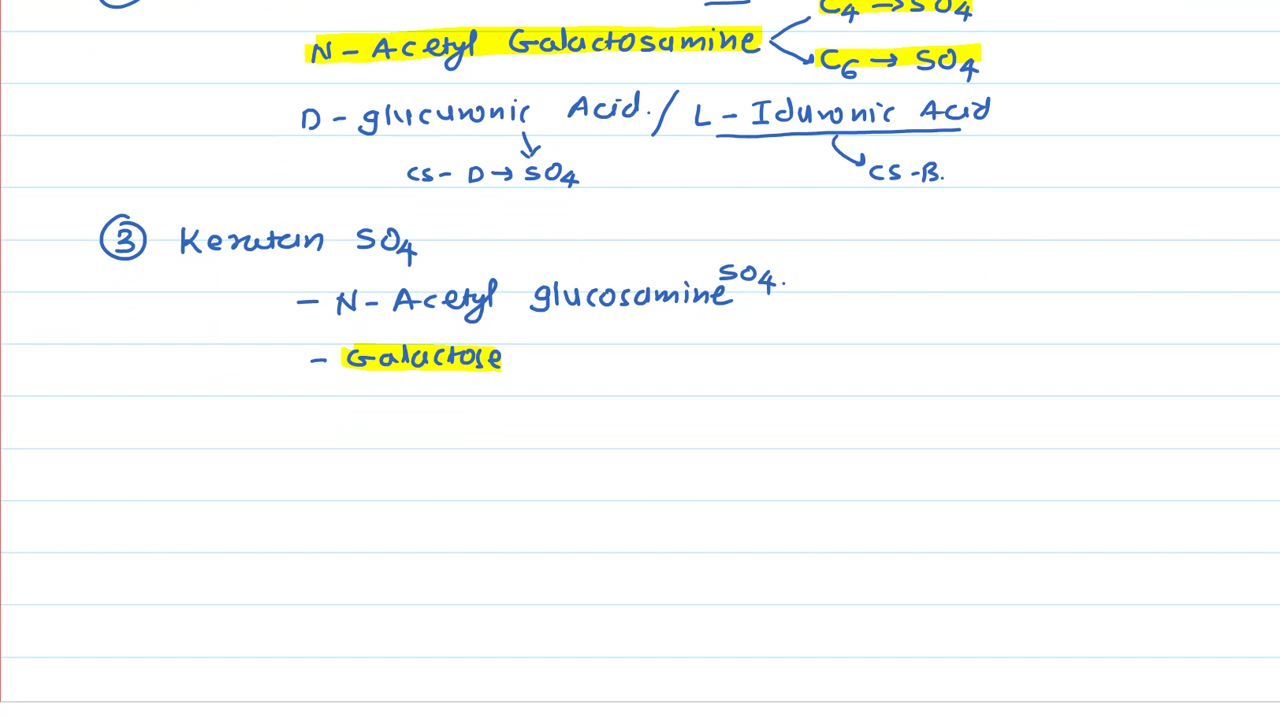 C4 → SO4
N - Acetyl Galactosamine
C6 → SO4
D - glucuronic Acid. / L - Iduronic Acid
CS - D → SO4
CS - B.
③ Keratan SO4
- N - Acetyl glucosamine SO4.
- Galactose